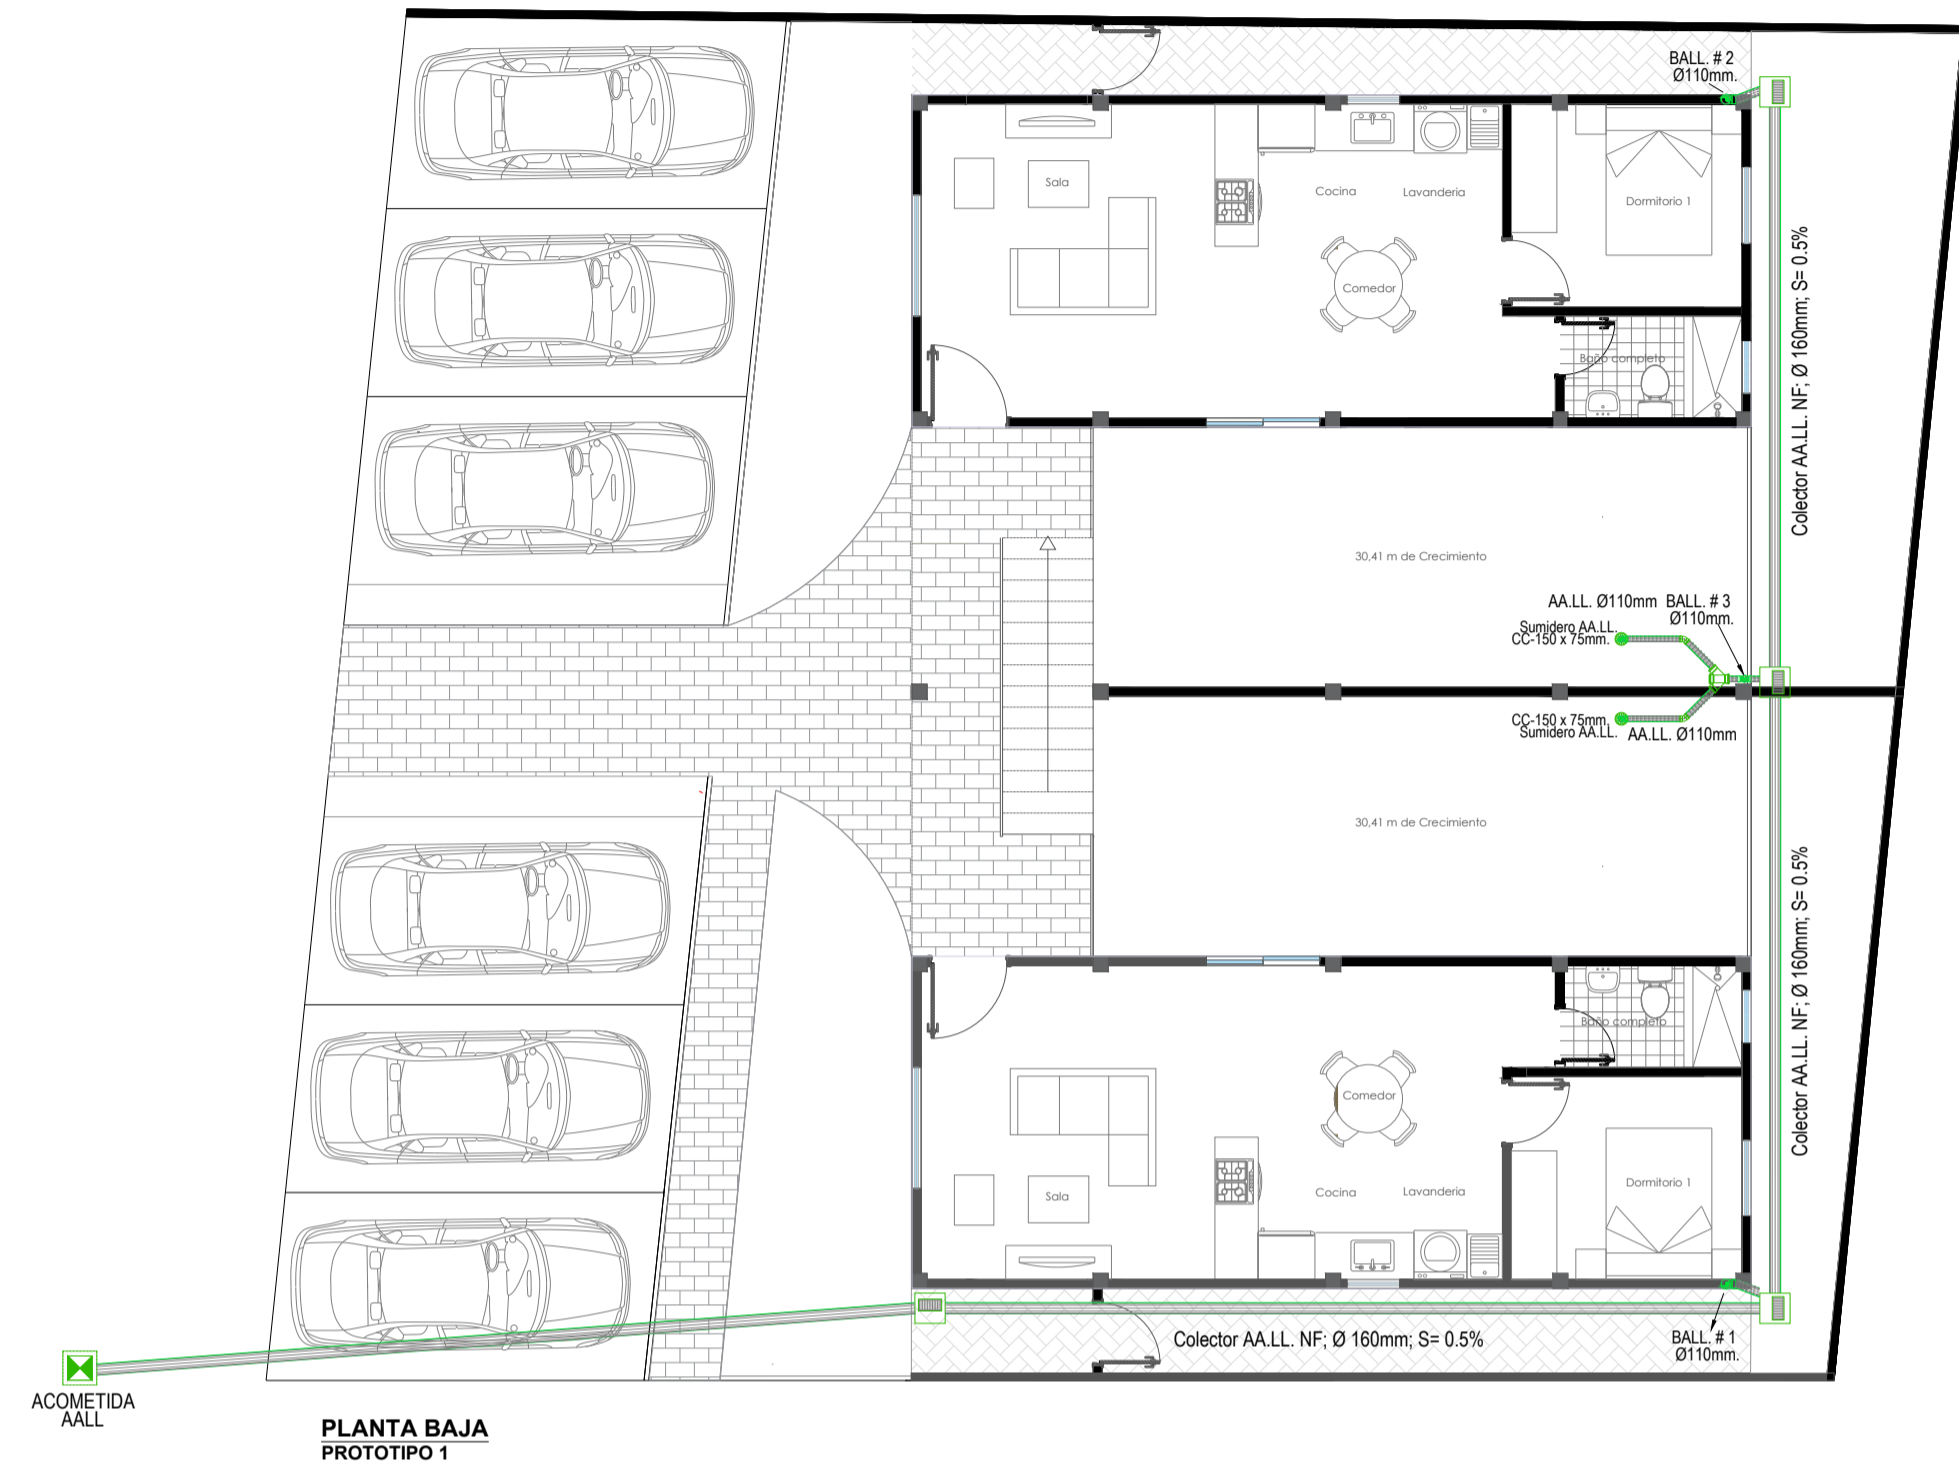 BALL. # 2
Ø110mm.
Sala
Cocina
Lavanderia
Dormitorio 1
Comedor
Baño completo
Colector AA.LL. NF; Ø 160mm; S= 0.5%
30,41 m de Crecimiento
AA.LL. Ø110mm
BALL. # 3
Ø110mm.
Sumidero AA.LL.
CC-150 x 75mm.
CC-150 x 75mm.
Sumidero AA.LL.
AA.LL. Ø110mm
30,41 m de Crecimiento
Colector AA.LL. NF; Ø 160mm; S= 0.5%
Baño completo
Comedor
Sala
Cocina
Lavanderia
Dormitorio 1
Colector AA.LL. NF; Ø 160mm; S= 0.5%
BALL. # 1
Ø110mm.
ACOMETIDA
AALL
PLANTA BAJA
PROTOTIPO 1